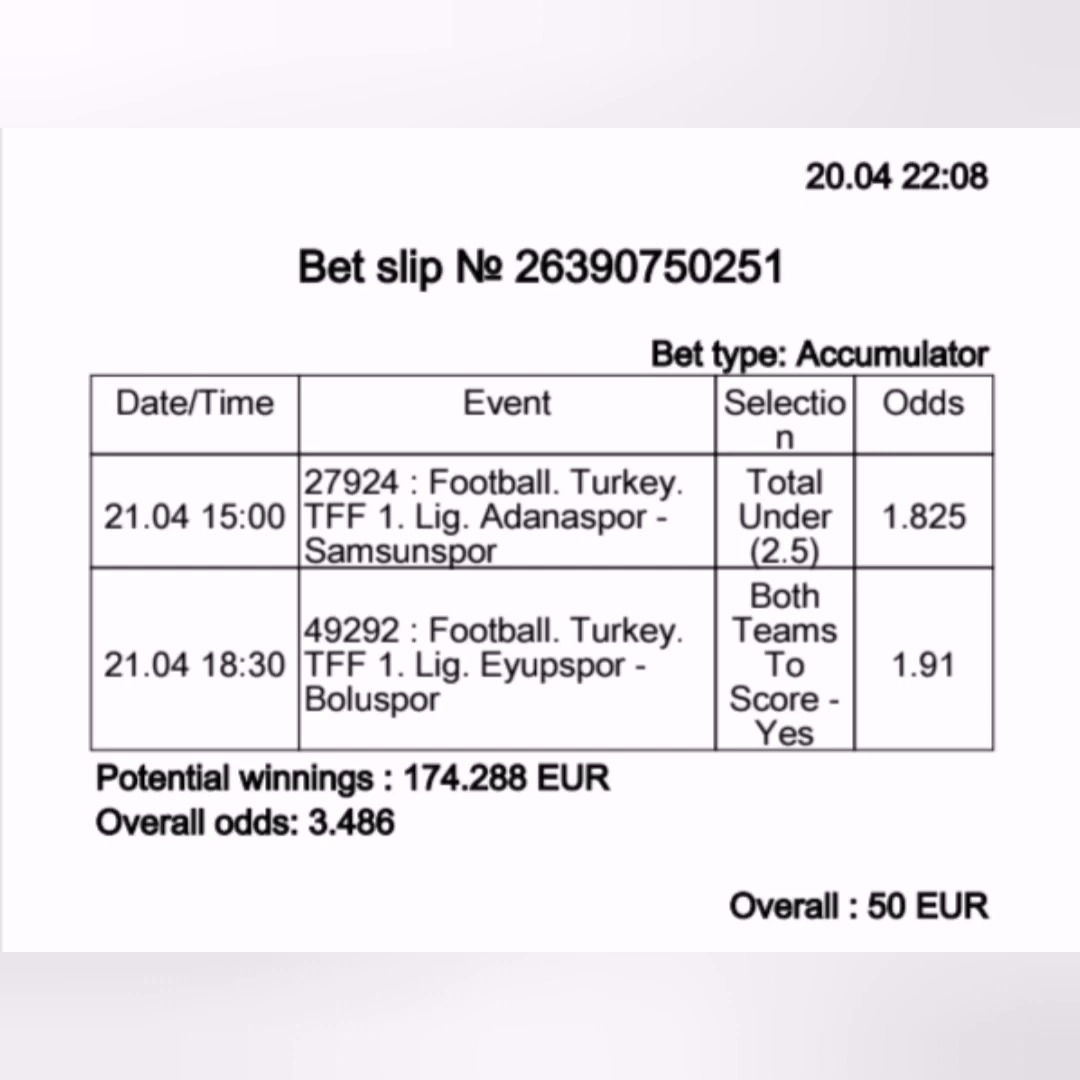 20.04 22:08
Bet slip № 26390750251
Bet type: Accumulator
Date/Time Event Selectio Odds
n
21.04 15:00
27924 : Football. Turkey.
TFF 1. Lig. Adanaspor -
Samsunspor
Total
Under
(2.5)
1.825
21.04 18:30
49292 : Football. Turkey.
TFF 1. Lig. Eyupspor -
Boluspor
Both
Teams
To
Score -
Yes
1.91
Potential winnings : 174.288 EUR
Overall odds: 3.486
Overall : 50 EUR